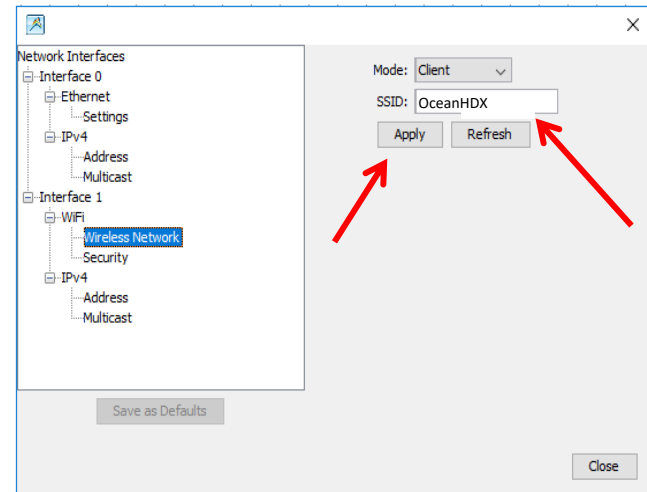 Network Interfaces
Interface 0
Ethernet
Settings
IPv4
Address
Multicast
Interface 1
WiFi
Wireless Network
Security
IPv4
Address
Multicast
Save as Defaults
Mode: Client
SSID: OceanHDX
Apply Refresh
Close